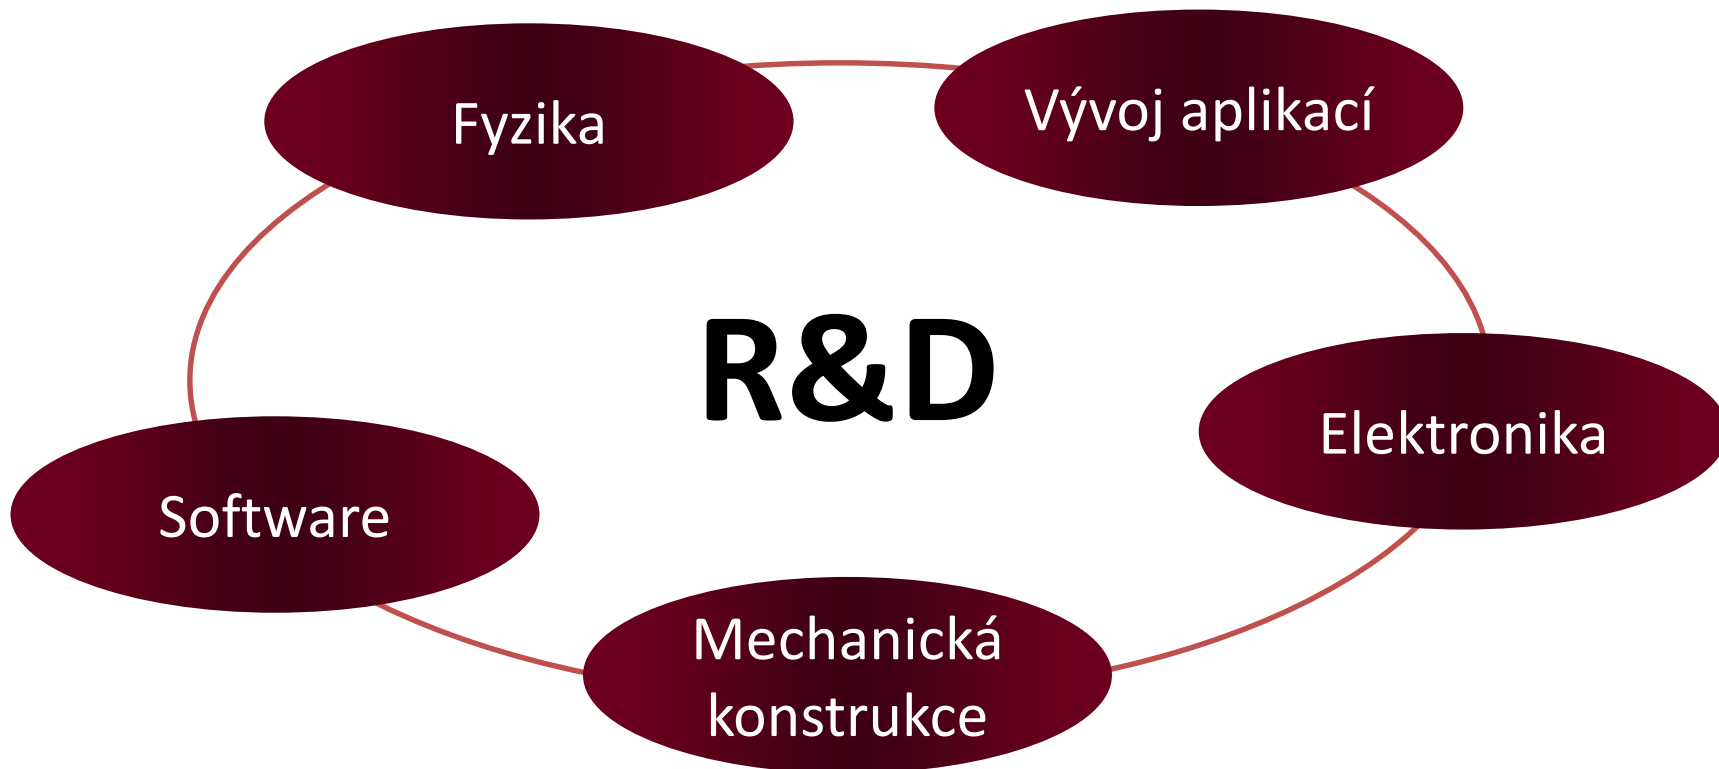 Fyzika
Vývoj aplikací
R&D
Elektronika
Software
Mechanická
konstrukce